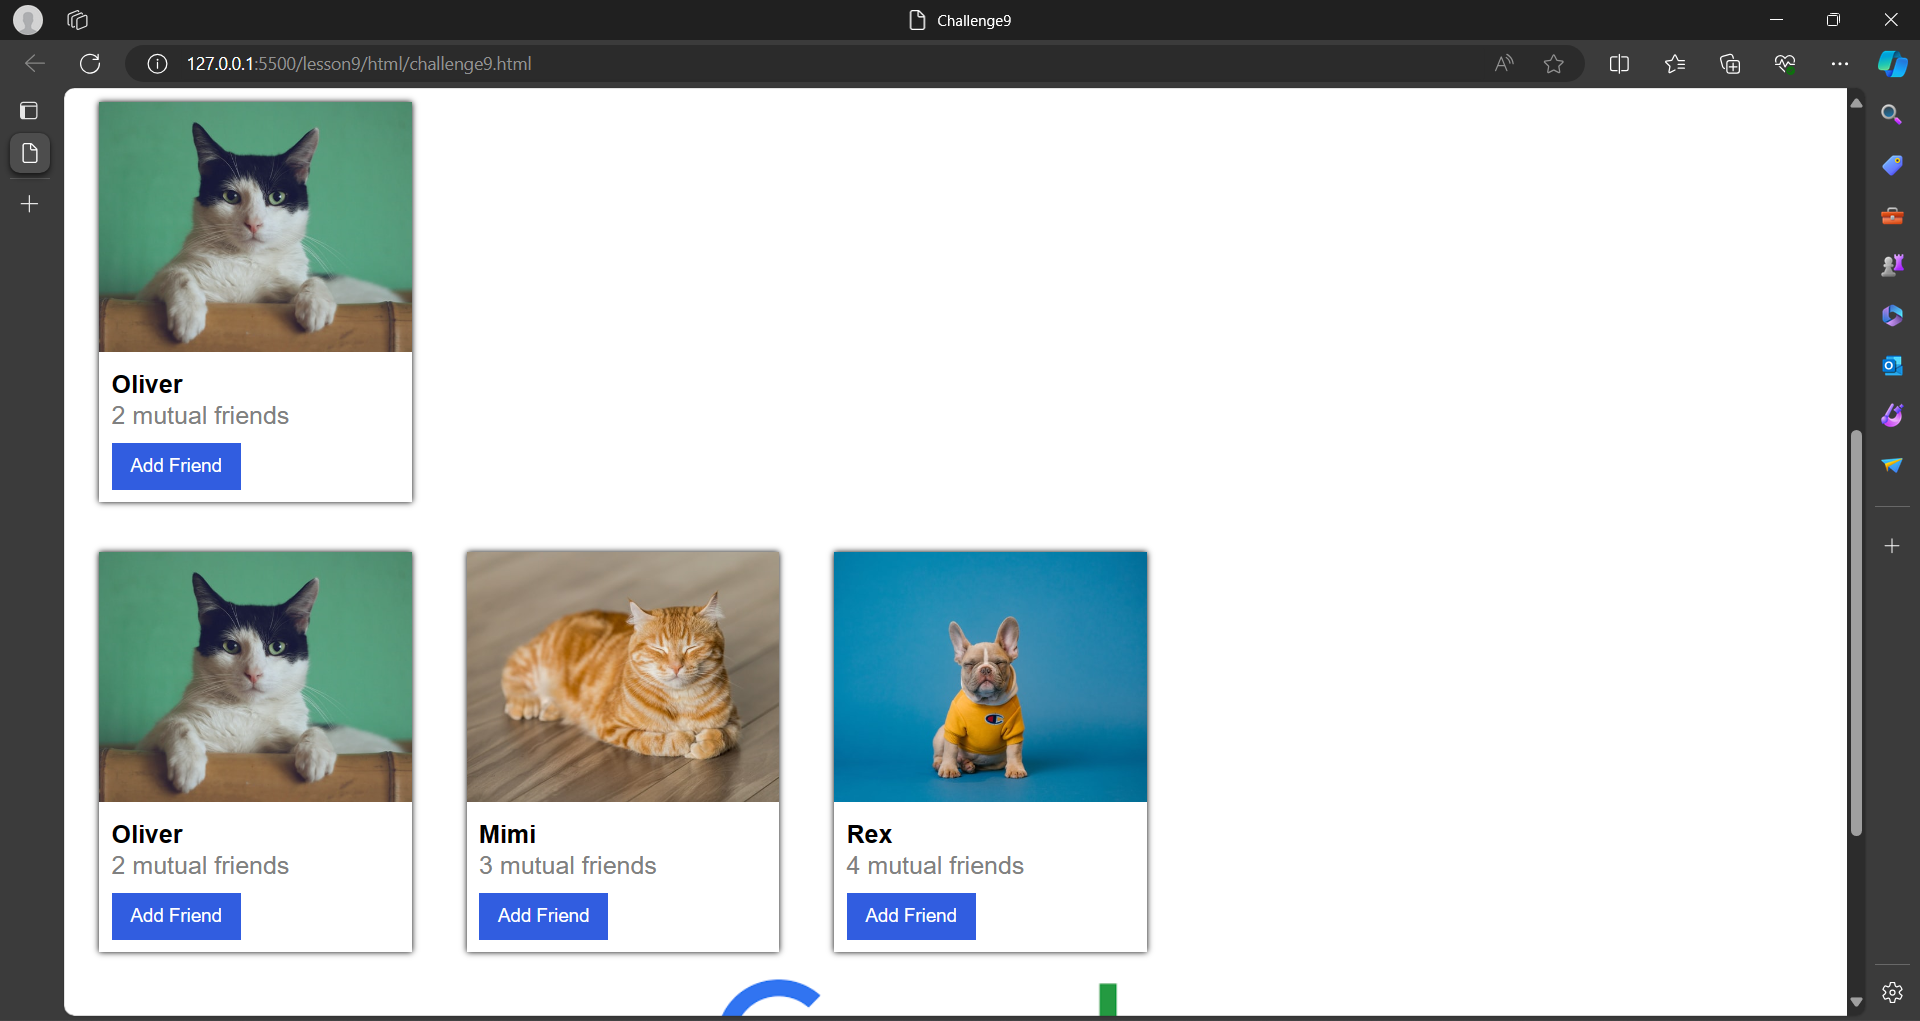 Challenge9
127.0.0.1:5500/lesson9/html/challenge9.html
Oliver
2 mutual friends
Add Friend
Oliver
2 mutual friends
Add Friend
Mimi
3 mutual friends
Add Friend
Rex
4 mutual friends
Add Friend